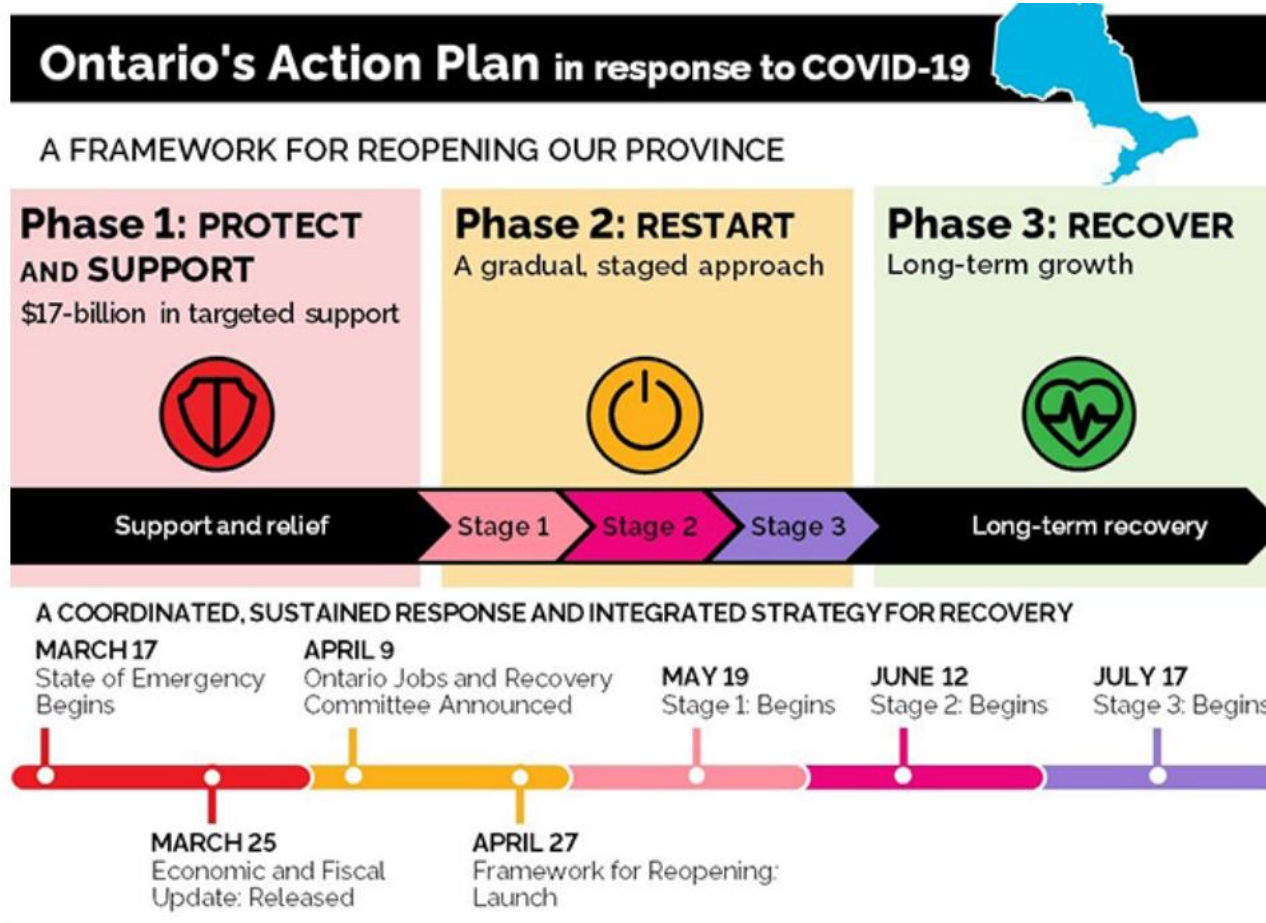 Ontario's Action Plan in response to COVID-19
A FRAMEWORK FOR REOPENING OUR PROVINCE
Phase 1: PROTECT
AND SUPPORT
$17-billion in targeted support
Phase 2: RESTART
A gradual, staged approach
Phase 3: RECOVER
Long-term growth
Support and relief
Stage 1
Stage 2
Stage 3
Long-term recovery
A COORDINATED, SUSTAINED RESPONSE AND INTEGRATED STRATEGY FOR RECOVERY
MARCH 17
State of Emergency
Begins
APRIL 9
Ontario Jobs and Recovery
Committee Announced
MAY 19
Stage 1: Begins
JUNE 12
Stage 2: Begins
JULY 17
Stage 3: Begins
MARCH 25
Economic and Fiscal
Update: Released
APRIL 27
Framework for Reopening:
Launch